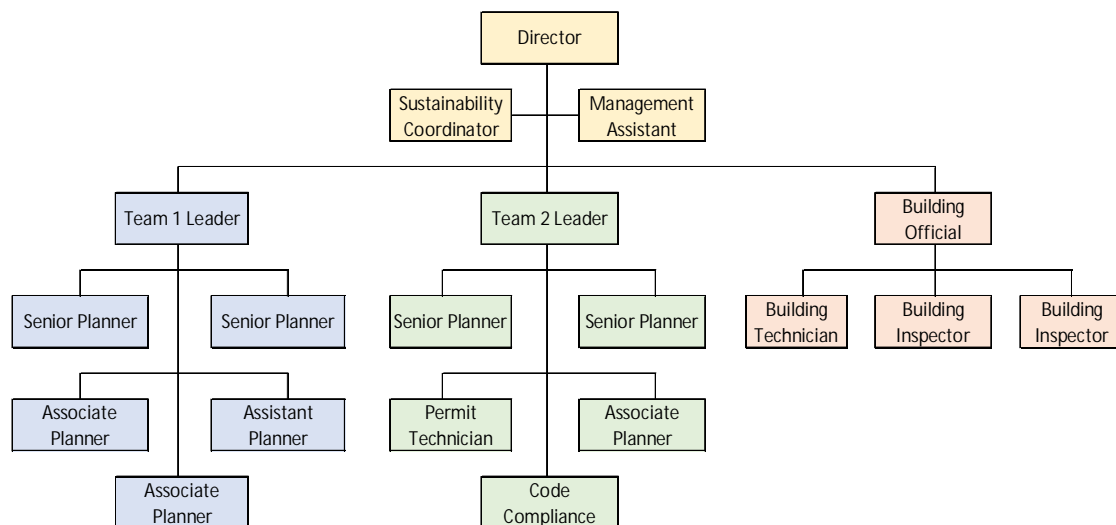 Director
Sustainability
Coordinator
Management
Assistant
Team 1 Leader
Team 2 Leader
Building
Official
Senior Planner
Senior Planner
Senior Planner
Senior Planner
Building
Technician
Building
Inspector
Building
Inspector
Associate
Planner
Assistant
Planner
Permit
Technician
Associate
Planner
Associate
Planner
Code
Compliance